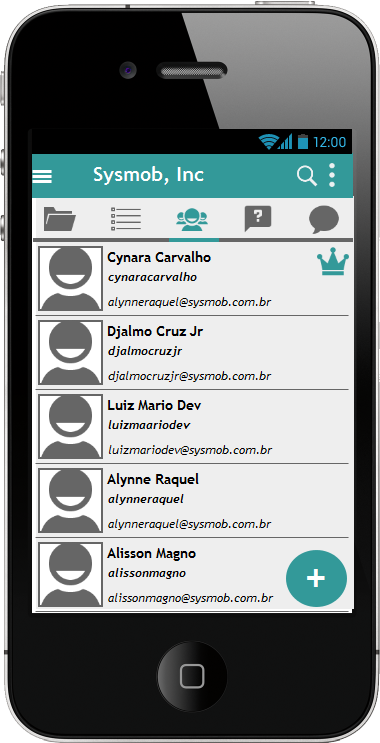 12:00
Sysmob, Inc
?
Cynara Carvalho
cynaracarvalho
alynneraquel@sysmob.com.br
Djalmo Cruz Jr
djalmocruzjr
djalmocruzjr@sysmob.com.br
Luiz Mario Dev
luizmaariodev
luizmariodev@sysmob.com.br
Alynne Raquel
alynneraquel
alynneraquel@sysmob.com.br
Alisson Magno
alissonmagno
alissonmagno@sysmob.com.br
+